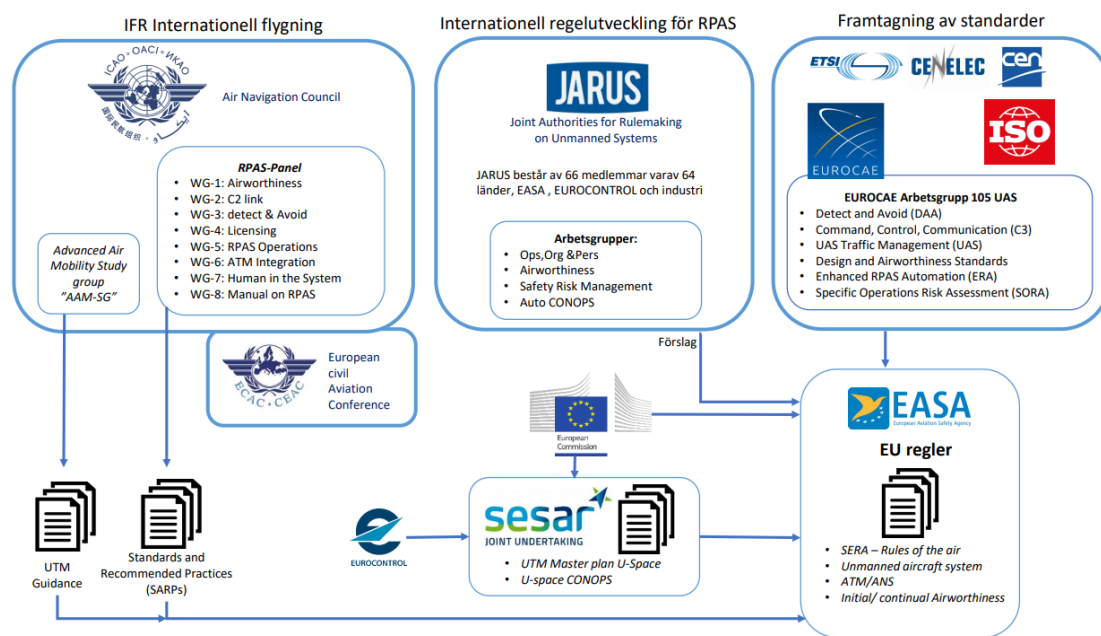 IFR Internationell flygning
ICAO · OACI · ИКАО
国际民航组织
Air Navigation Council
RPAS-Panel
• WG-1: Airworthiness
• WG-2: C2 link
• WG-3: detect & Avoid
• WG-4: Licensing
• WG-5: RPAS Operations
• WG-6: ATM Integration
• WG-7: Human in the System
• WG-8: Manual on RPAS
Advanced Air
Mobility Study
group
”AAM-SG”
ECAC · CEAC
European
civil
Aviation
Conference
UTM
Guidance
Standards and
Recommended Practices
(SARPs)
Internationell regelutveckling för RPAS
JARUS
Joint Authorities for Rulemaking
on Unmanned Systems
JARUS består av 66 medlemmar varav 64
länder, EASA , EUROCONTROL och industri
Arbetsgrupper:
• Ops,Org &Pers
• Airworthiness
• Safety Risk Management
• Auto CONOPS
Förslag
European
Commission
EUROCONTROL
sesar
JOINT UNDERTAKING
• UTM Master plan U-Space
• U-space CONOPS
Framtagning av standarder
ETSI
CENELEC
cen
EUROCAE
ISO
EUROCAE Arbetsgrupp 105 UAS
• Detect and Avoid (DAA)
• Command, Control, Communication (C3)
• UAS Traffic Management (UAS)
• Design and Airworthiness Standards
• Enhanced RPAS Automation (ERA)
• Specific Operations Risk Assessment (SORA)
EASA
European Aviation Safety Agency
EU regler
• SERA – Rules of the air
• Unmanned aircraft system
• ATM/ANS
• Initial/ continual Airworthiness